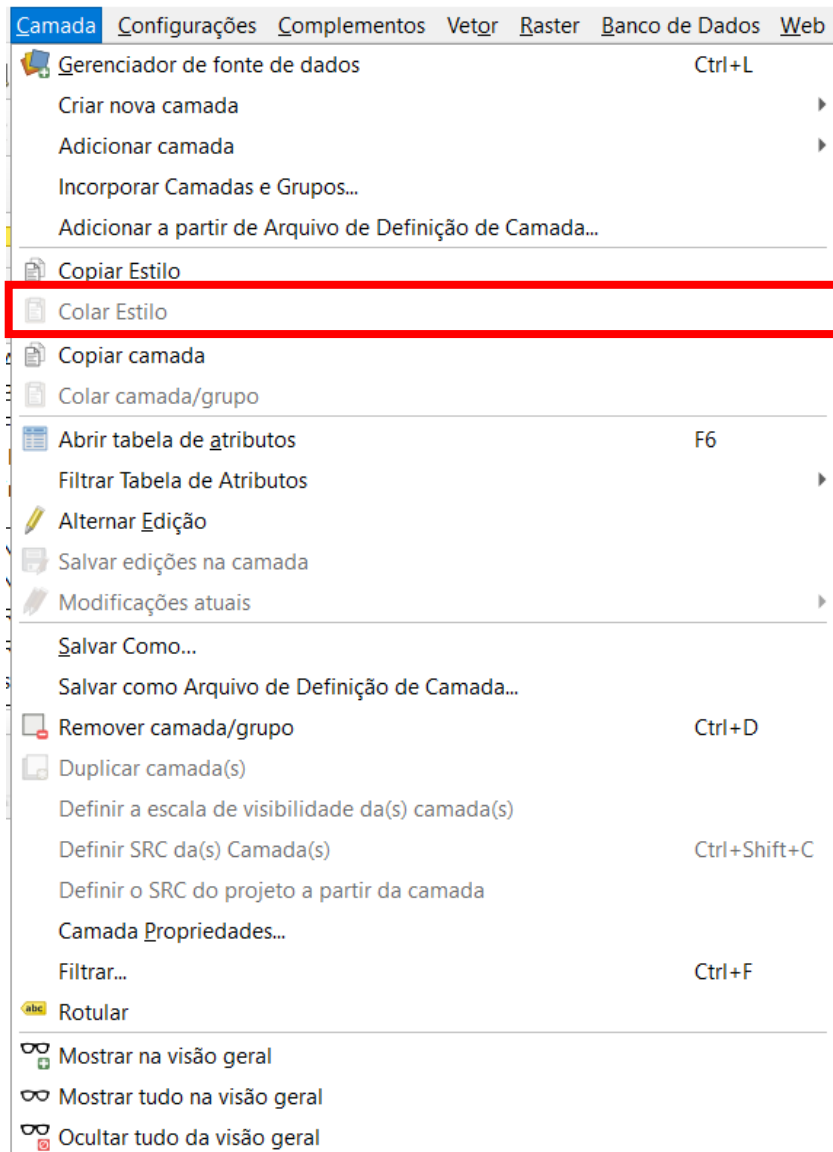 Camada Configurações Complementos Vetor Raster Banco de Dados Web
Gerenciador de fonte de dados Ctrl+L
Criar nova camada
Adicionar camada
Incorporar Camadas e Grupos...
Adicionar a partir de Arquivo de Definição de Camada...
Copiar Estilo
Colar Estilo
Copiar camada
Colar camada/grupo
Abrir tabela de atributos F6
Filtrar Tabela de Atributos
Alternar Edição
Salvar edições na camada
Modificações atuais
Salvar Como...
Salvar como Arquivo de Definição de Camada...
Remover camada/grupo Ctrl+D
Duplicar camada(s)
Definir a escala de visibilidade da(s) camada(s)
Definir SRC da(s) Camada(s) Ctrl+Shift+C
Definir o SRC do projeto a partir da camada
Camada Propriedades...
Filtrar... Ctrl+F
abc Rotular
Mostrar na visão geral
Mostrar tudo na visão geral
Ocultar tudo da visão geral